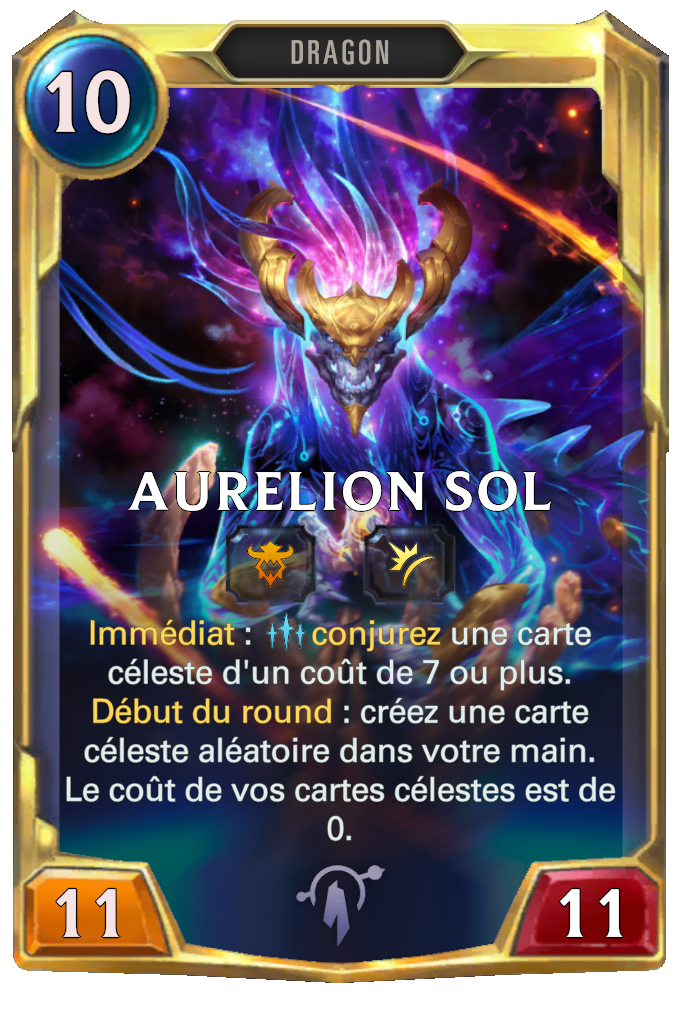 DRAGON
10
AURELION SOL
Immédiat : conjurez une carte
céleste d'un coût de 7 ou plus.
Début du round : créez une carte
céleste aléatoire dans votre main.
Le coût de vos cartes célestes est de
0.
11
11